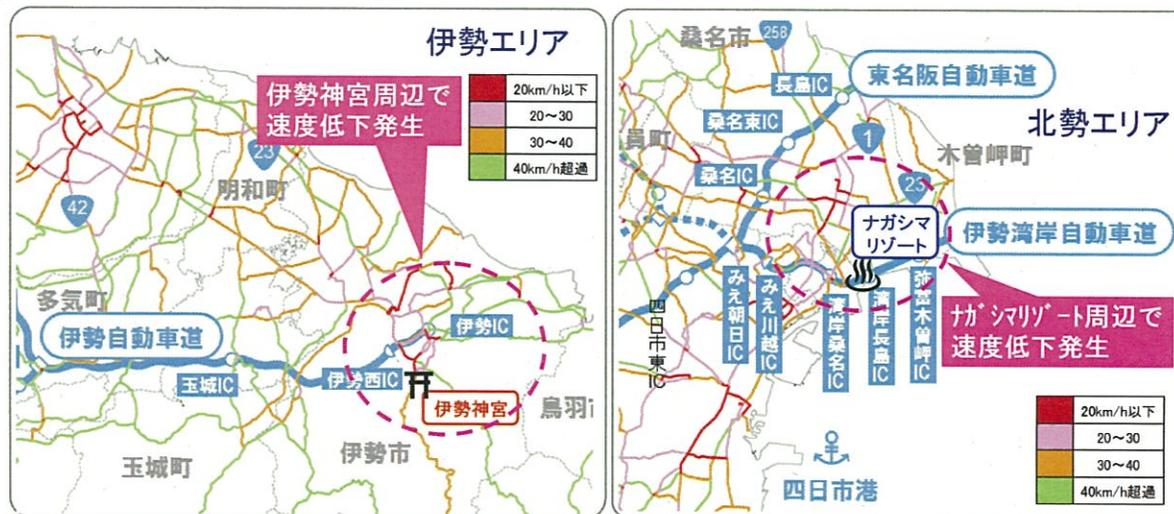 伊勢エリア
伊勢神宮周辺で
速度低下発生
20km/h以下
20～30
30～40
40km/h超過
23
明和町
42
多気町
伊勢自動車道
玉城IC
伊勢西IC
伊勢IC
伊勢神宮
鳥羽
伊勢市
玉城町
桑名市
258
東名阪自動車道
長島IC
桑名東IC
北勢エリア
員町
1
木曽岬町
桑名IC
23
ナガシマ
リゾート
伊勢湾岸自動車道
みえ朝日IC
みえ川越IC
湾岸桑名IC
湾岸長島IC
弥富木曽岬IC
四日市東IC
ﾅｶﾞｼﾏﾘｿﾞｰﾄ周辺で
速度低下発生
20km/h以下
20～30
30～40
40km/h超過
四日市港